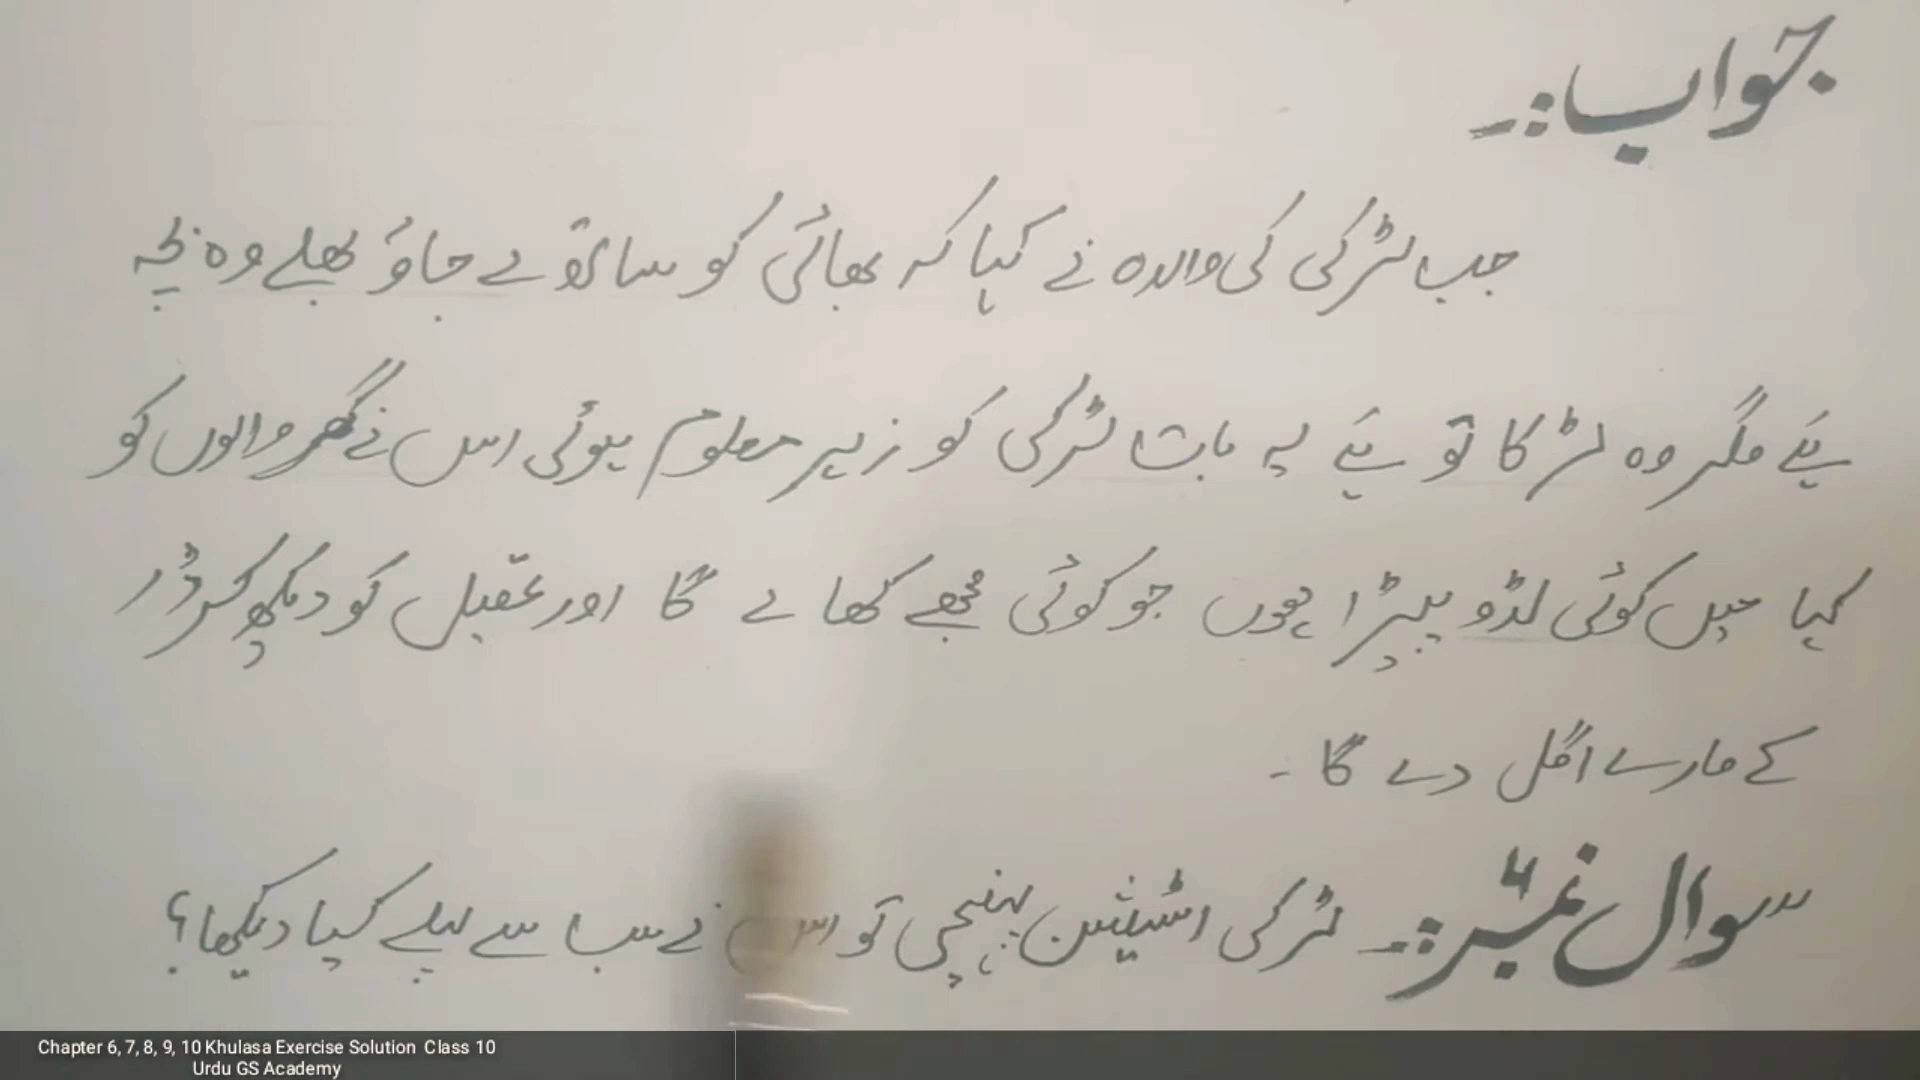 جواب:۔
جب لڑکی کی والدہ نے کہا کہ بھائی کو ساتھ لے جاؤ بھلے وہ بچہ
ہے مگر وہ لڑکا تو ہے یہ بات لڑکی کو زہر معلوم ہوئی اس نے گھر والوں کو
کہا میں کوئی لڈو پیڑا ہوں جو کوئی مجھے کھا لے گا اور عقیل کو دیکھ کر ڈر
کے مارے اگل دے گا ۔
سوال نمبر ۴:۔ لڑکی اسٹیشن پہنچی تو اس نے سب سے پہلے کیا دیکھا؟
Chapter 6, 7, 8, 9, 10 Khulasa Exercise Solution Class 10
Urdu GS Academy